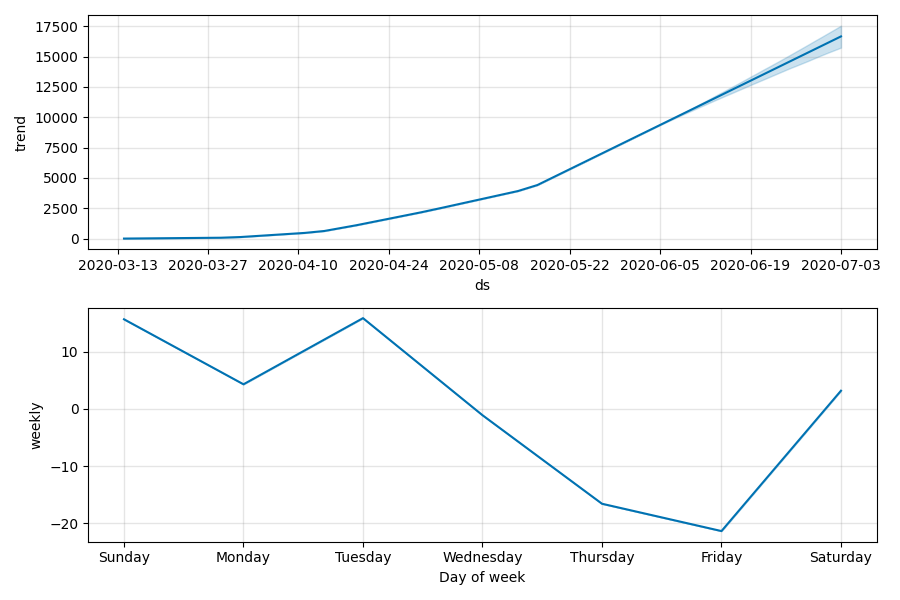 17500
15000
12500
10000
7500
5000
2500
0
trend
2020-03-13 2020-03-27 2020-04-10 2020-04-24 2020-05-08 2020-05-22 2020-06-05 2020-06-19 2020-07-03
ds
10
0
−10
−20
weekly
Sunday Monday Tuesday Wednesday Thursday Friday Saturday
Day of week